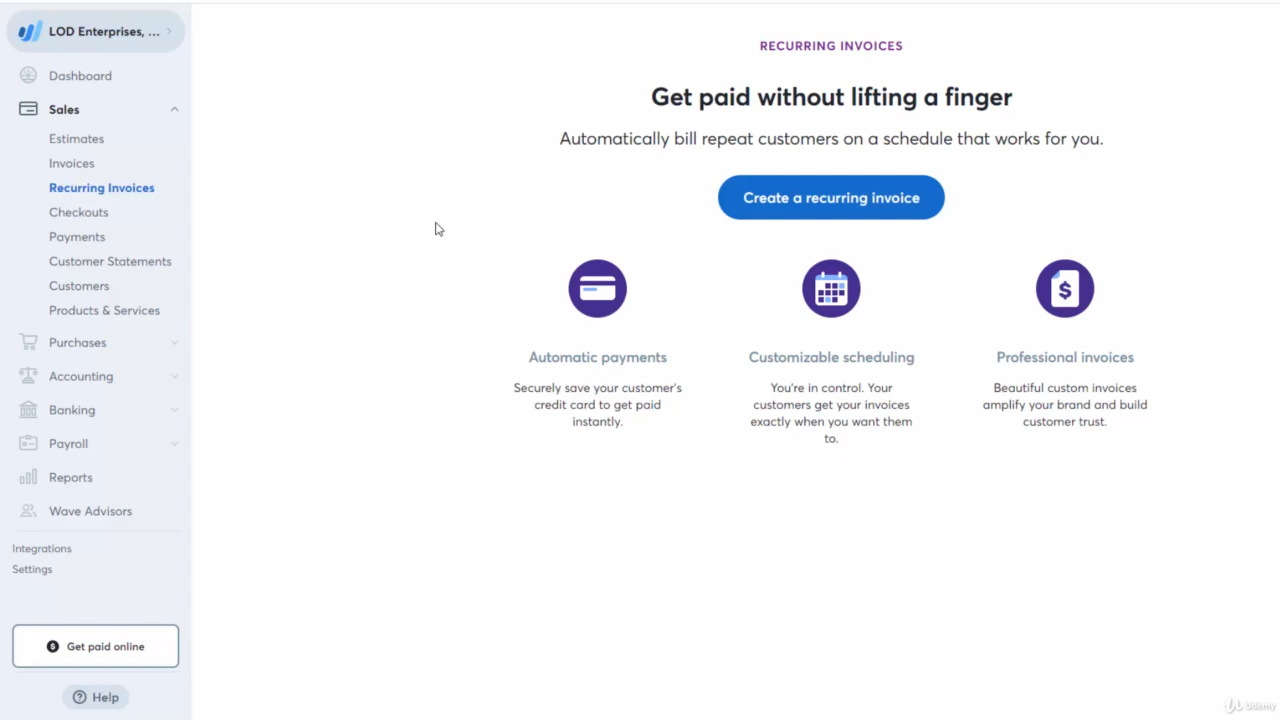 LOD Enterprises, ...
Dashboard
Sales
Estimates
Invoices
Recurring Invoices
Checkouts
Payments
Customer Statements
Customers
Products & Services
Purchases
Accounting
Banking
Payroll
Reports
Wave Advisors
Integrations
Settings
Get paid online
Help
RECURRING INVOICES
Get paid without lifting a finger
Automatically bill repeat customers on a schedule that works for you.
Create a recurring invoice
Automatic payments
Securely save your customer's
credit card to get paid
instantly.
Customizable scheduling
You're in control. Your
customers get your invoices
exactly when you want them
to.
Professional invoices
Beautiful custom invoices
amplify your brand and build
customer trust.
Udemy